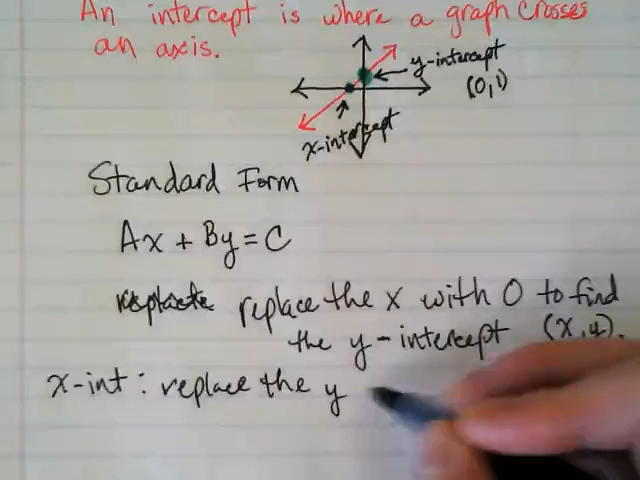 An intercept is where a graph crosses
an axis.
y-intercept
(0,1)
x-intercept
Standard Form
Ax + By = C
replace the x with 0 to find
the y-intercept (x,y).
x-int: replace the y